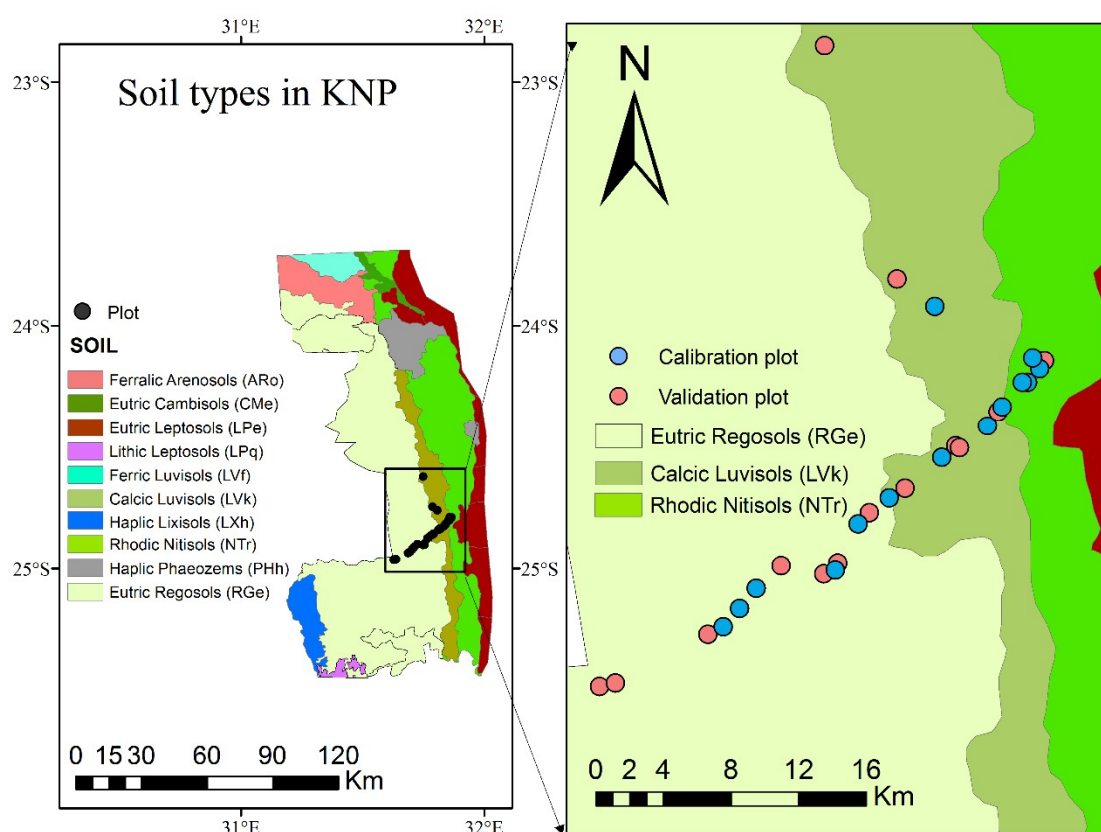 31°E
32°E
23°S
Soil types in KNP
Plot
24°S
SOIL
Ferralic Arenosols (ARo)
Eutric Cambisols (CMe)
Eutric Leptosols (LPe)
Lithic Leptosols (LPq)
Ferric Luvisols (LVf)
Calcic Luvisols (LVk)
Haplic Lixisols (LXh)
Rhodic Nitisols (NTr)
Haplic Phaeozems (PHh)
Eutric Regosols (RGe)
25°S
0 15 30 60 90 120
Km
31°E
32°E
N
Calibration plot
Validation plot
Eutric Regosols (RGe)
Calcic Luvisols (LVk)
Rhodic Nitisols (NTr)
0 2 4 8 12 16
Km